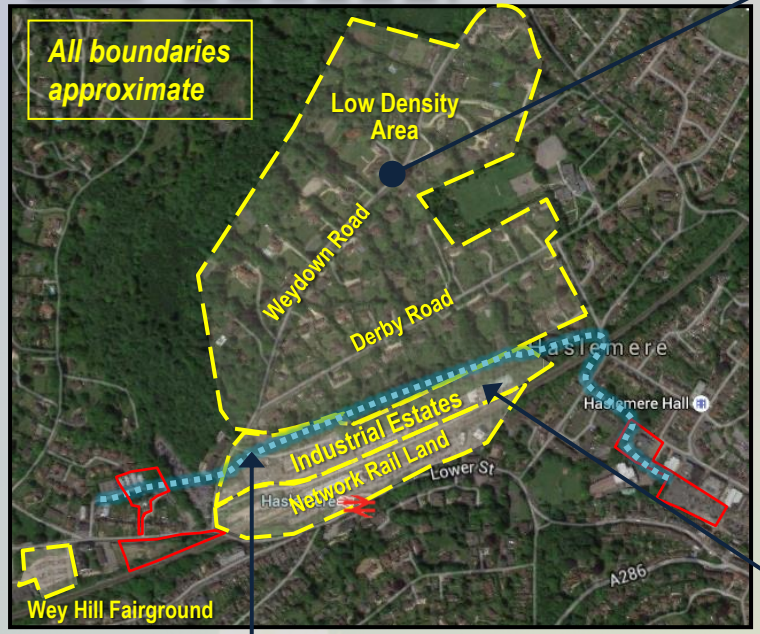 All boundaries
approximate
Low Density
Area
Weydown Road
Derby Road
Haslemere
Haslemere Hall
Industrial Estates
Network Rail Land
Lower St
Haslemere
A286
Wey Hill Fairground